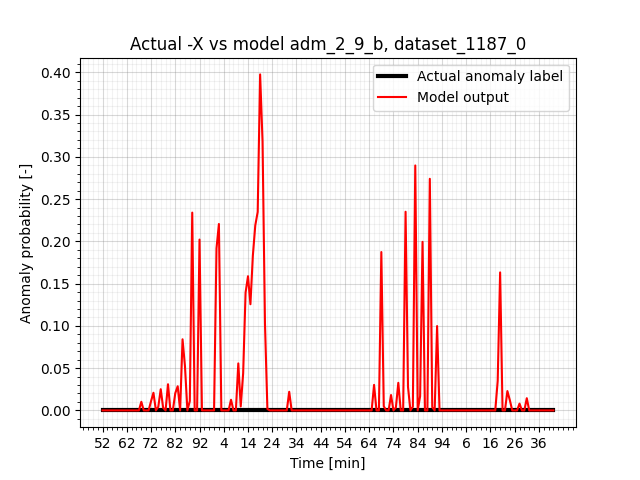 Actual -X vs model adm_2_9_b, dataset_1187_0
Actual anomaly label
Model output
Anomaly probability [-]
0.40
0.35
0.30
0.25
0.20
0.15
0.10
0.05
0.00
52 62 72 82 92 4 14 24 34 44 54 64 74 84 94 6 16 26 36
Time [min]